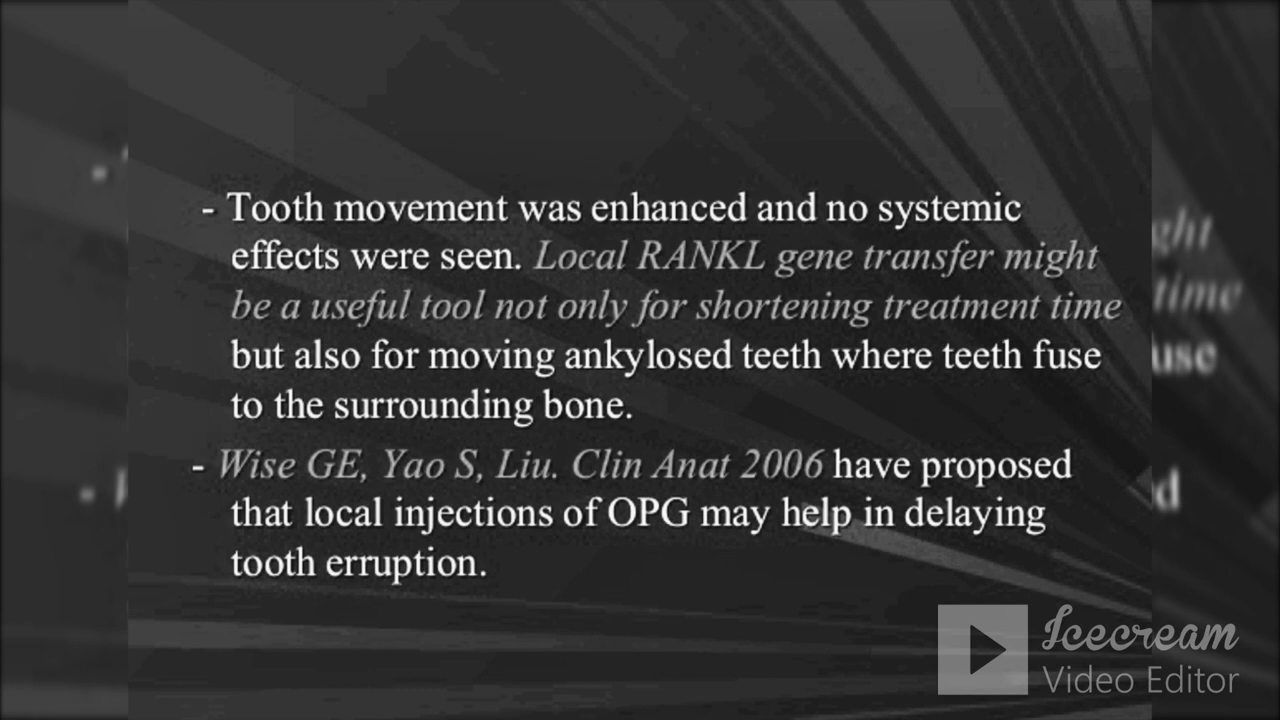 - Tooth movement was enhanced and no systemic
effects were seen. Local RANKL gene transfer might
be a useful tool not only for shortening treatment time
but also for moving ankylosed teeth where teeth fuse
to the surrounding bone.
- Wise GE, Yao S, Liu. Clin Anat 2006 have proposed
that local injections of OPG may help in delaying
tooth erruption.
Icecream
Video Editor